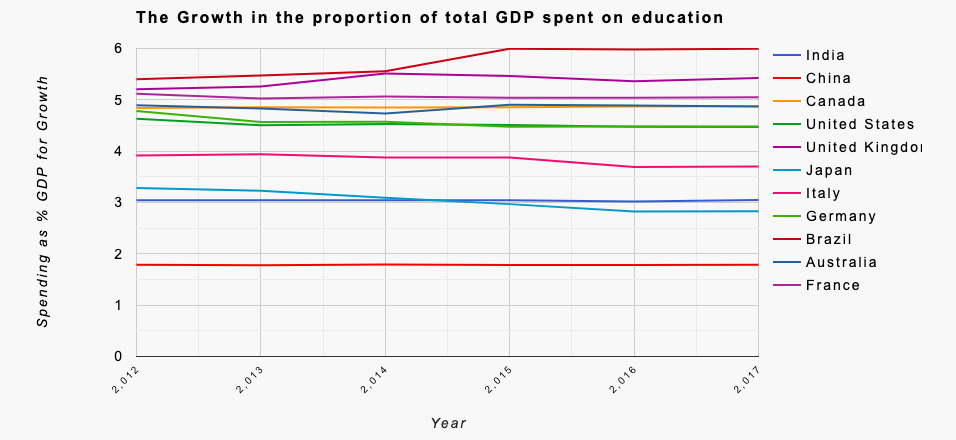 The Growth in the proportion of total GDP spent on education
Spending as % GDP for Growth
6
5
4
3
2
1
0
2,012
2,013
2,014
2,015
2,016
2,017
Year
India
China
Canada
United States
United Kingdo
Japan
Italy
Germany
Brazil
Australia
France